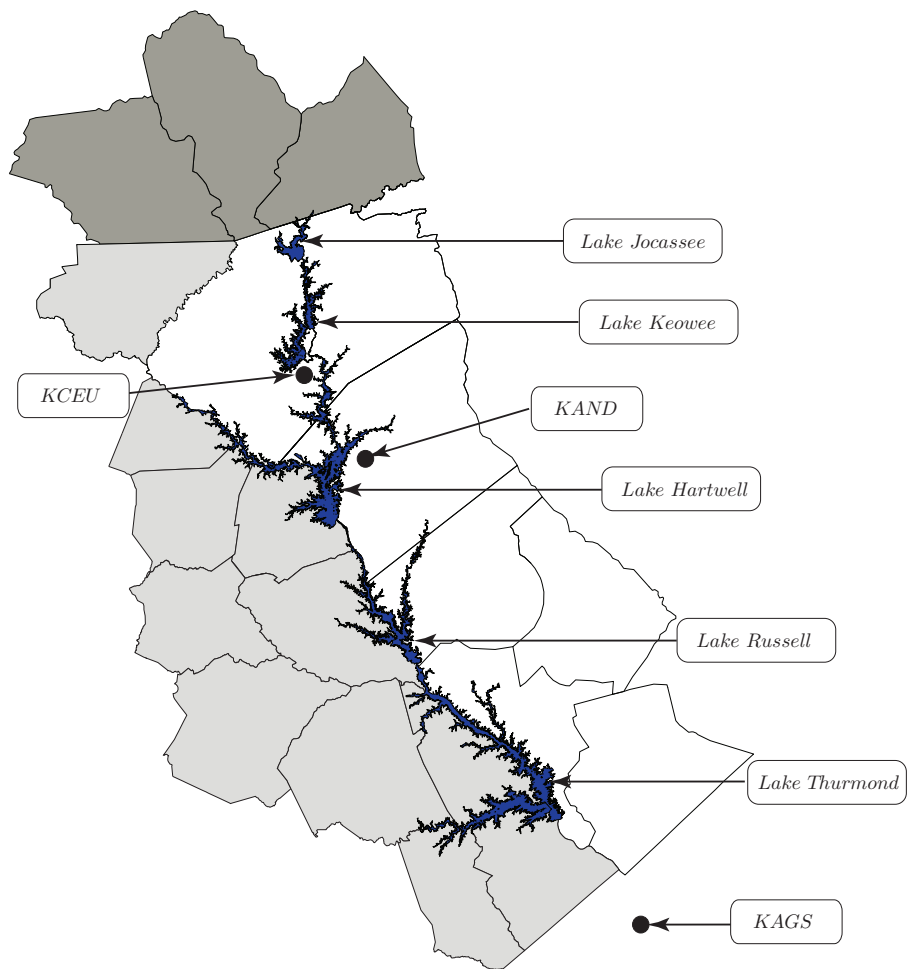 Lake Jocassee
Lake Keowee
KCEU
KAND
Lake Hartwell
Lake Russell
Lake Thurmond
KAGS